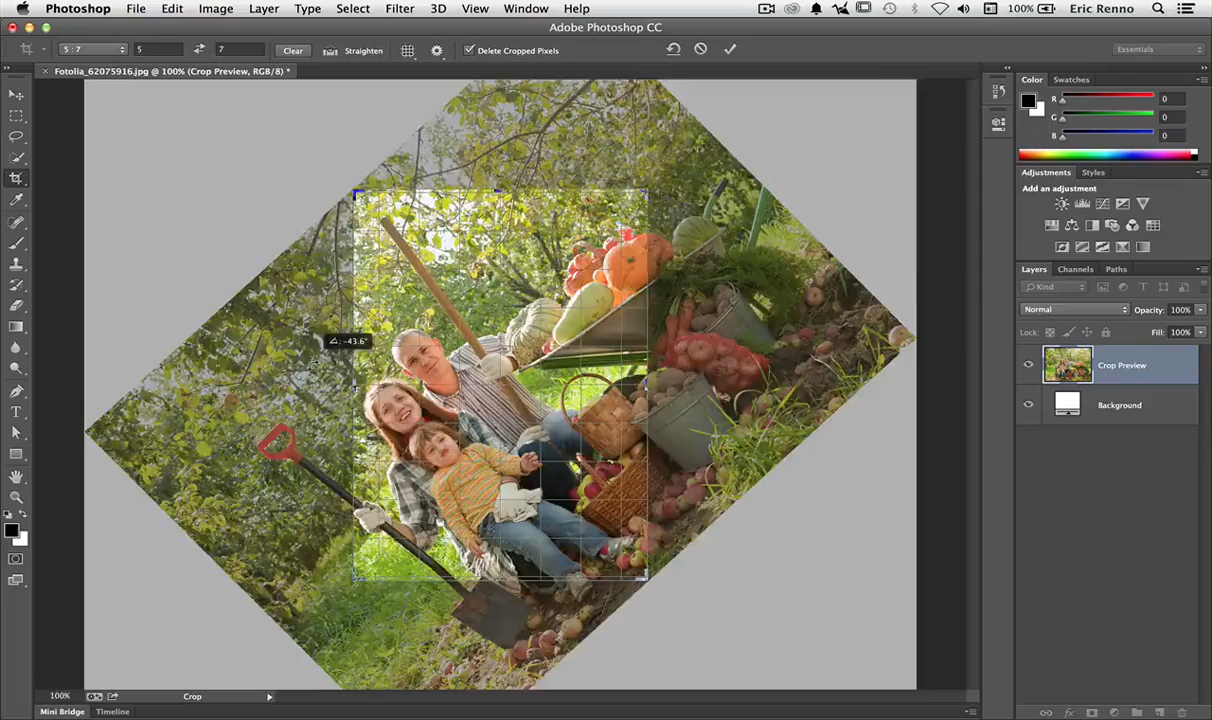 Photoshop File Edit Image Layer Type Select Filter 3D View Window Help 100% Eric Renno
Adobe Photoshop CC
5 : 7 5 7 Clear Straighten Delete Cropped Pixels Essentials
Fotolia_62075916.jpg @ 100% (Crop Preview, RGB/8) *
Color Swatches
R 0
G 0
B 0
Adjustments Styles
Add an adjustment
Layers Channels Paths
Kind
Normal Opacity: 100%
Lock: Fill: 100%
Crop Preview
Background
-43.6°
100% Crop
Mini Bridge Timeline